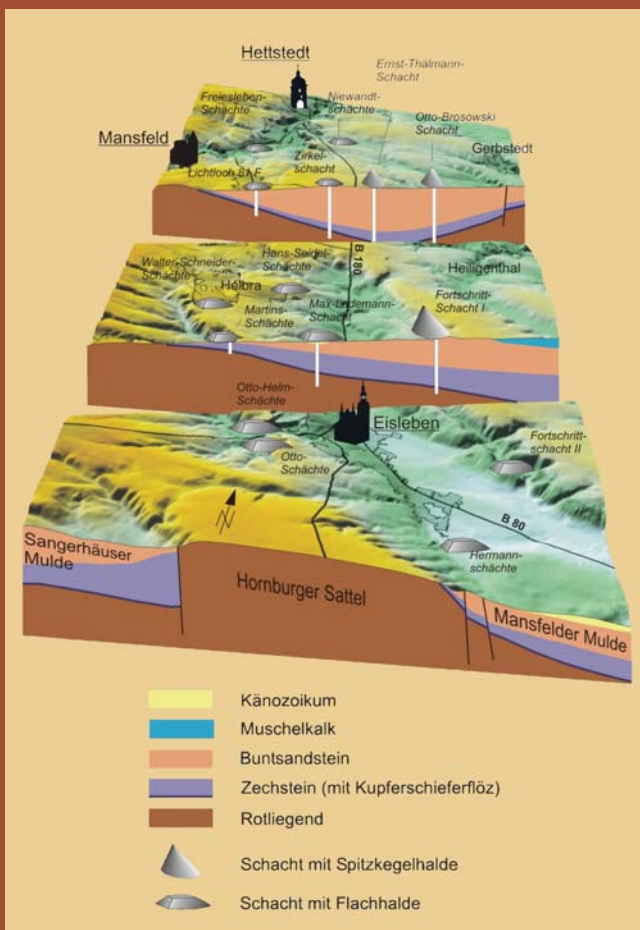 Hettstedt
Ernst-Thälmann-
Schacht
Freiesleben-
Schächte
Niewandt-
schächte
Otto-Brosowski
Schacht
Mansfeld
Gerbstedt
Zirkel-
schacht
Lichtloch 81 F.
B 180
Walter-Schneider-
Schächte
Hans-Seidel-
Schächte
Heiligenthal
Helbra
Martins-
Schächte
Max-Lademann-
Schacht
Fortschritt-
Schacht I
Otto-Helm-
Schächte
Eisleben
Otto-
Schächte
Fortschritt-
schacht II
N
B 80
Hermann-
schächte
Sangerhäuser
Mulde
Hornburger Sattel
Mansfelder Mulde
Känozoikum
Muschelkalk
Buntsandstein
Zechstein (mit Kupferschieferflöz)
Rotliegend
Schacht mit Spitzkegelhalde
Schacht mit Flachhalde